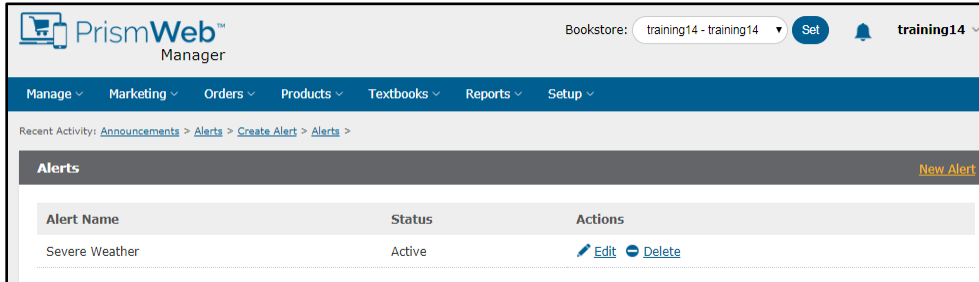 PrismWeb™
Manager
Bookstore: training14 - training14 Set training14
Manage Marketing Orders Products Textbooks Reports Setup
Recent Activity: Announcements > Alerts > Create Alert > Alerts >
Alerts New Alert
Alert Name Status Actions
Severe Weather Active Edit Delete